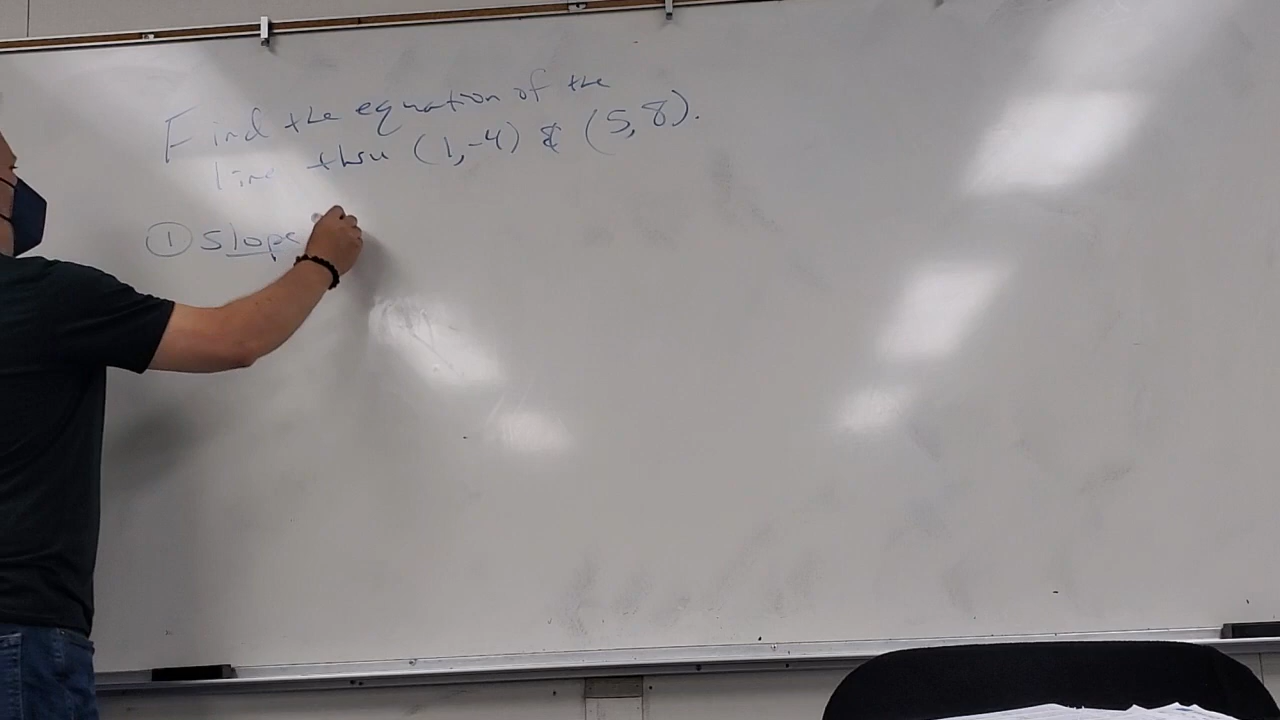 Find the equation of the
line thru (1,-4) & (5,8).
① slope